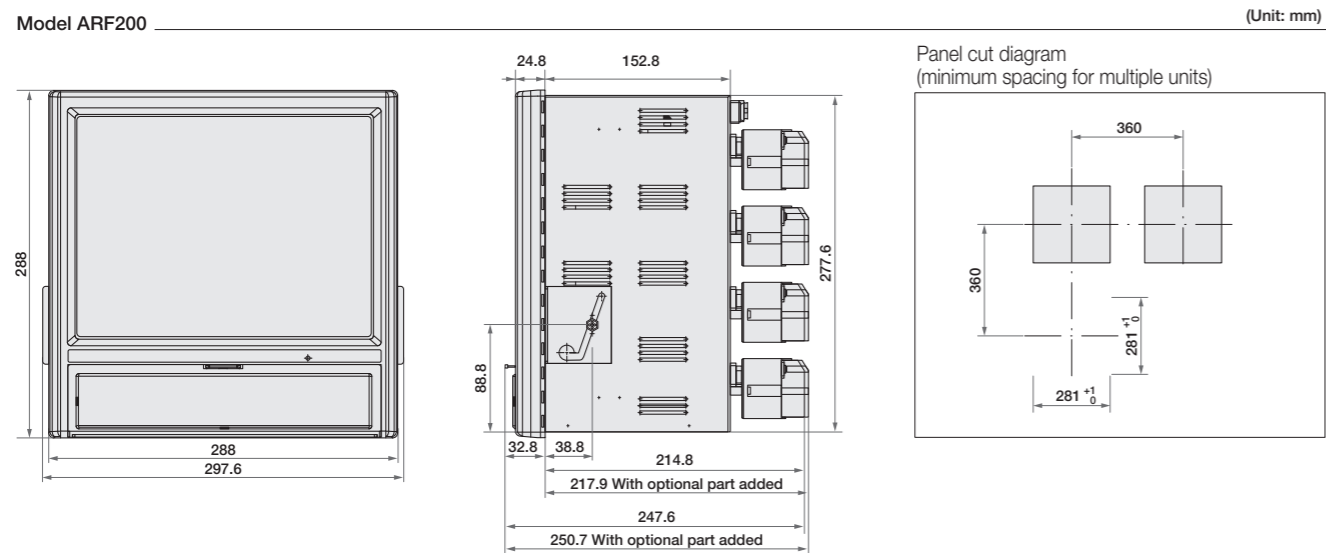 Model ARF200
(Unit: mm)
288
288
297.6
24.8
152.8
277.6
88.8
32.8
38.8
214.8
217.9 With optional part added
247.6
250.7 With optional part added
Panel cut diagram
(minimum spacing for multiple units)
360
360
281 +1 0
281 +1 0